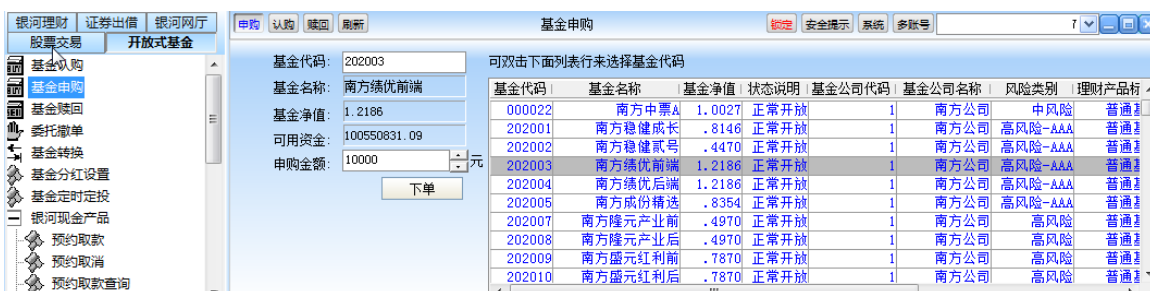 银河理财 证券出借 银河网厅
股票交易 开放式基金
基金认购
基金申购
基金赎回
委托撤单
基金转换
基金分红设置
基金定时定投
银河现金产品
预约取款
预约取消
预约取款查询
申购 认购 赎回 刷新 基金申购 锁定 安全提示 系统 多账号 7
基金代码: 202003
基金名称: 南方绩优前端
基金净值: 1.2186
可用资金: 100550831.09
申购金额: 10000 元
下单
可双击下面列表行来选择基金代码
基金代码 基金名称 基金净值 状态说明 基金公司代码 基金公司名称 风险类别 理财产品标
000022 南方中票A 1.0027 正常开放 1 南方公司 中风险 普通基
202001 南方稳健成长 .8146 正常开放 1 南方公司 高风险-AAA 普通基
202002 南方稳健贰号 .4470 正常开放 1 南方公司 高风险-AAA 普通基
202003 南方绩优前端 1.2186 正常开放 1 南方公司 高风险-AAA 普通基
202004 南方绩优后端 1.2186 正常开放 1 南方公司 高风险-AAA 普通基
202005 南方成份精选 .8354 正常开放 1 南方公司 高风险-AAA 普通基
202007 南方隆元产业前 .4970 正常开放 1 南方公司 高风险 普通基
202008 南方隆元产业后 .4970 正常开放 1 南方公司 高风险 普通基
202009 南方盛元红利前 .7870 正常开放 1 南方公司 高风险 普通基
202010 南方盛元红利后 .7870 正常开放 1 南方公司 高风险 普通基